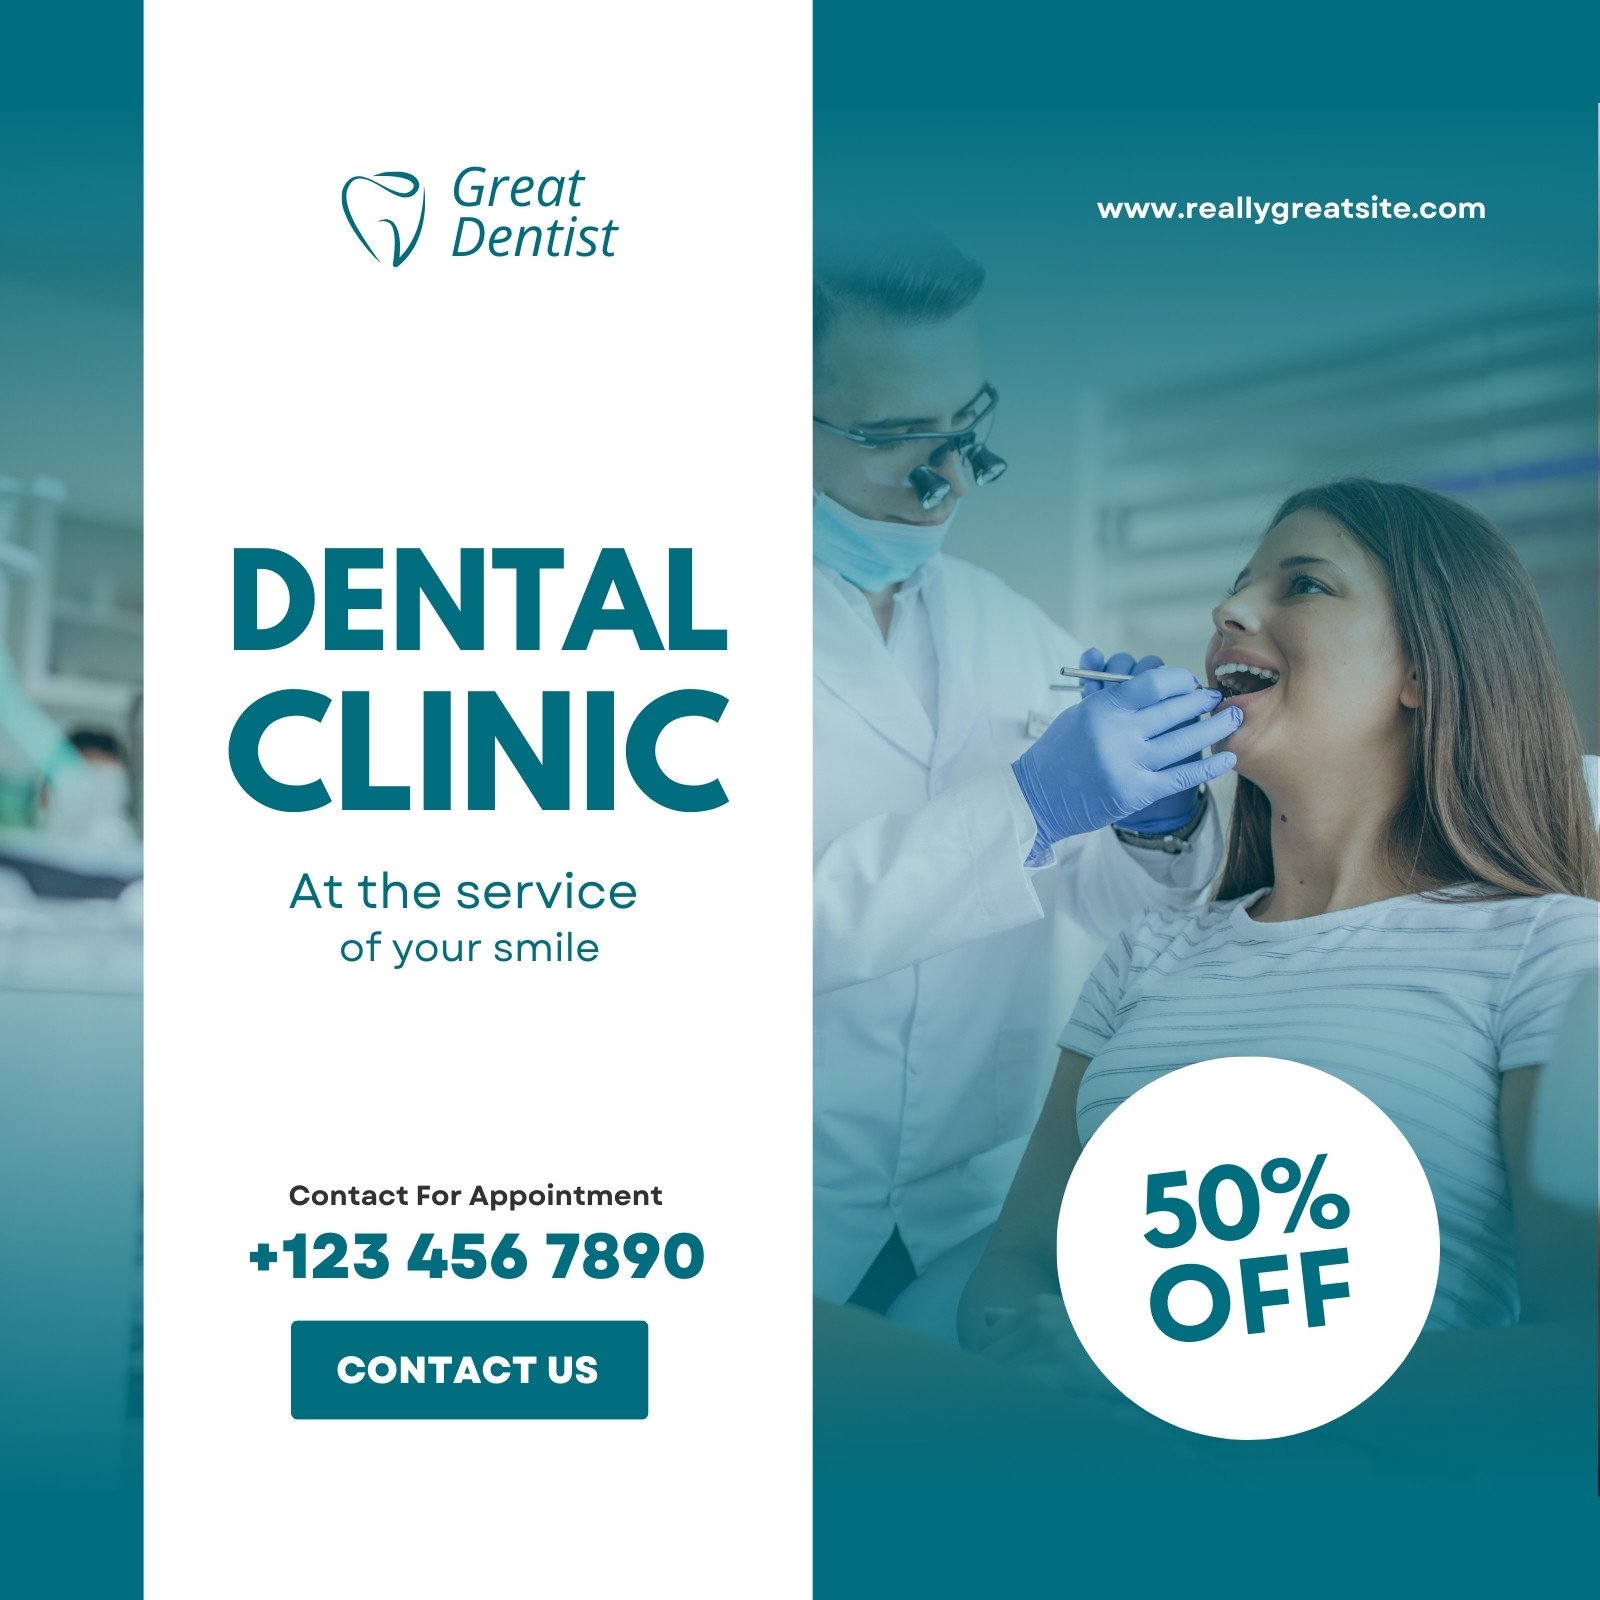 Great
Dentist
www.reallygreatsite.com
DENTAL
CLINIC
At the service
of your smile
Contact For Appointment
+123 456 7890
CONTACT US
50%
OFF